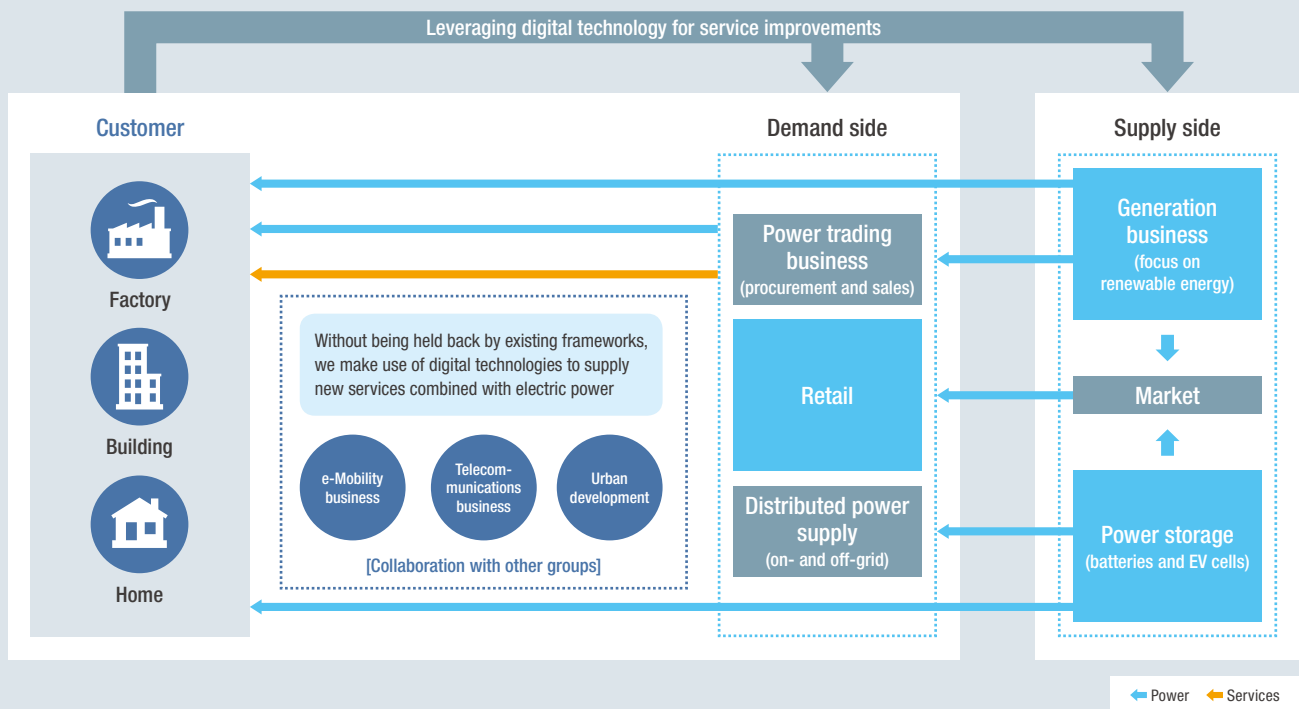 Leveraging digital technology for service improvements
Customer
Factory
Building
Home
Without being held back by existing frameworks,
we make use of digital technologies to supply
new services combined with electric power
e-Mobility
business
Telecom-
munications
business
Urban
development
[Collaboration with other groups]
Demand side
Power trading
business
(procurement and sales)
Retail
Distributed power
supply
(on- and off-grid)
Supply side
Generation
business
(focus on
renewable energy)
Market
Power storage
(batteries and EV cells)
Power
Services